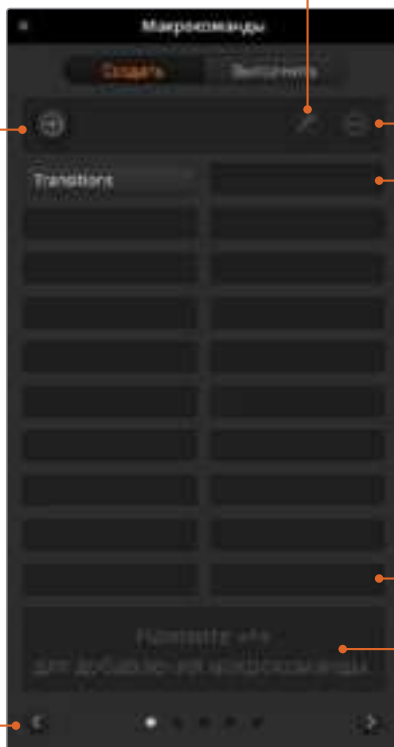 Макрокоманды
Создать
Выполнить
Transitions
Нажмите «+»
для добавления макрокоманды